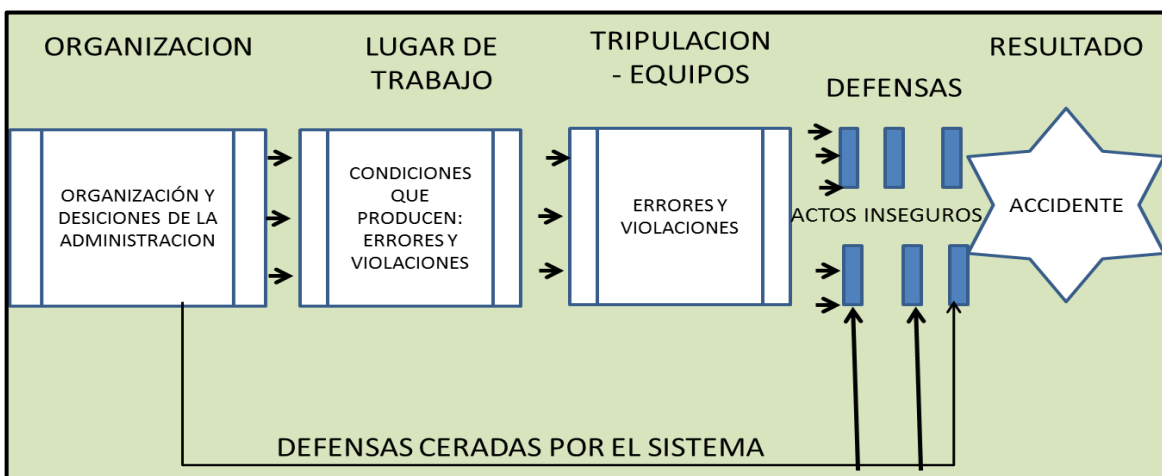 ORGANIZACION
LUGAR DE
TRABAJO
TRIPULACION
- EQUIPOS
DEFENSAS
RESULTADO
ORGANIZACIÓN Y
DESICIONES DE LA
ADMINISTRACION
CONDICIONES
QUE
PRODUCEN:
ERRORES Y
VIOLACIONES
ERRORES Y
VIOLACIONES
ACTOS INSEGUROS
ACCIDENTE
DEFENSAS CERADAS POR EL SISTEMA